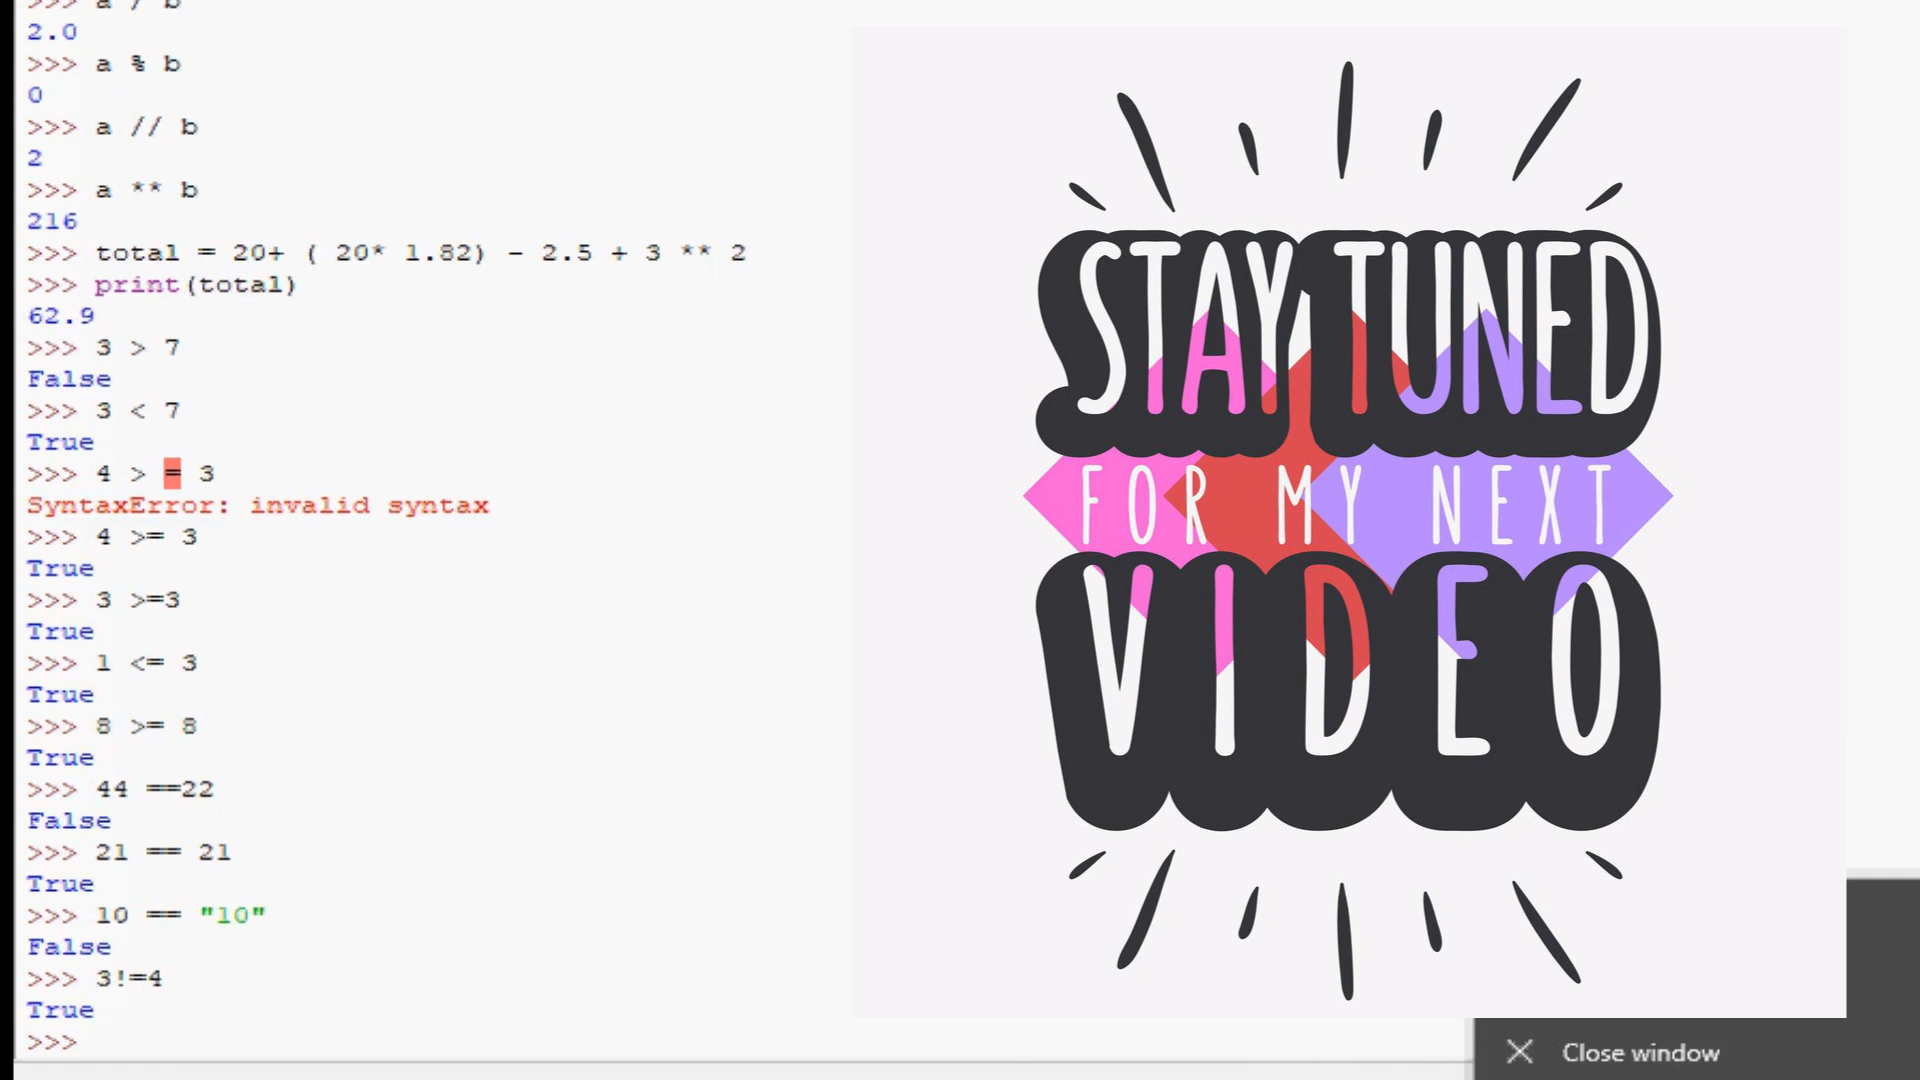 >>> a / b
2.0
>>> a % b
0
>>> a // b
2
>>> a ** b
216
>>> total = 20+ ( 20* 1.82) - 2.5 + 3 ** 2
>>> print(total)
62.9
>>> 3 > 7
False
>>> 3 < 7
True
>>> 4 > = 3
SyntaxError: invalid syntax
>>> 4 >= 3
True
>>> 3 >=3
True
>>> 1 <= 3
True
>>> 8 >= 8
True
>>> 44 ==22
False
>>> 21 == 21
True
>>> 10 == "10"
False
>>> 3!=4
True
>>>
STAY TUNED
FOR MY NEXT
VIDEO
Close window